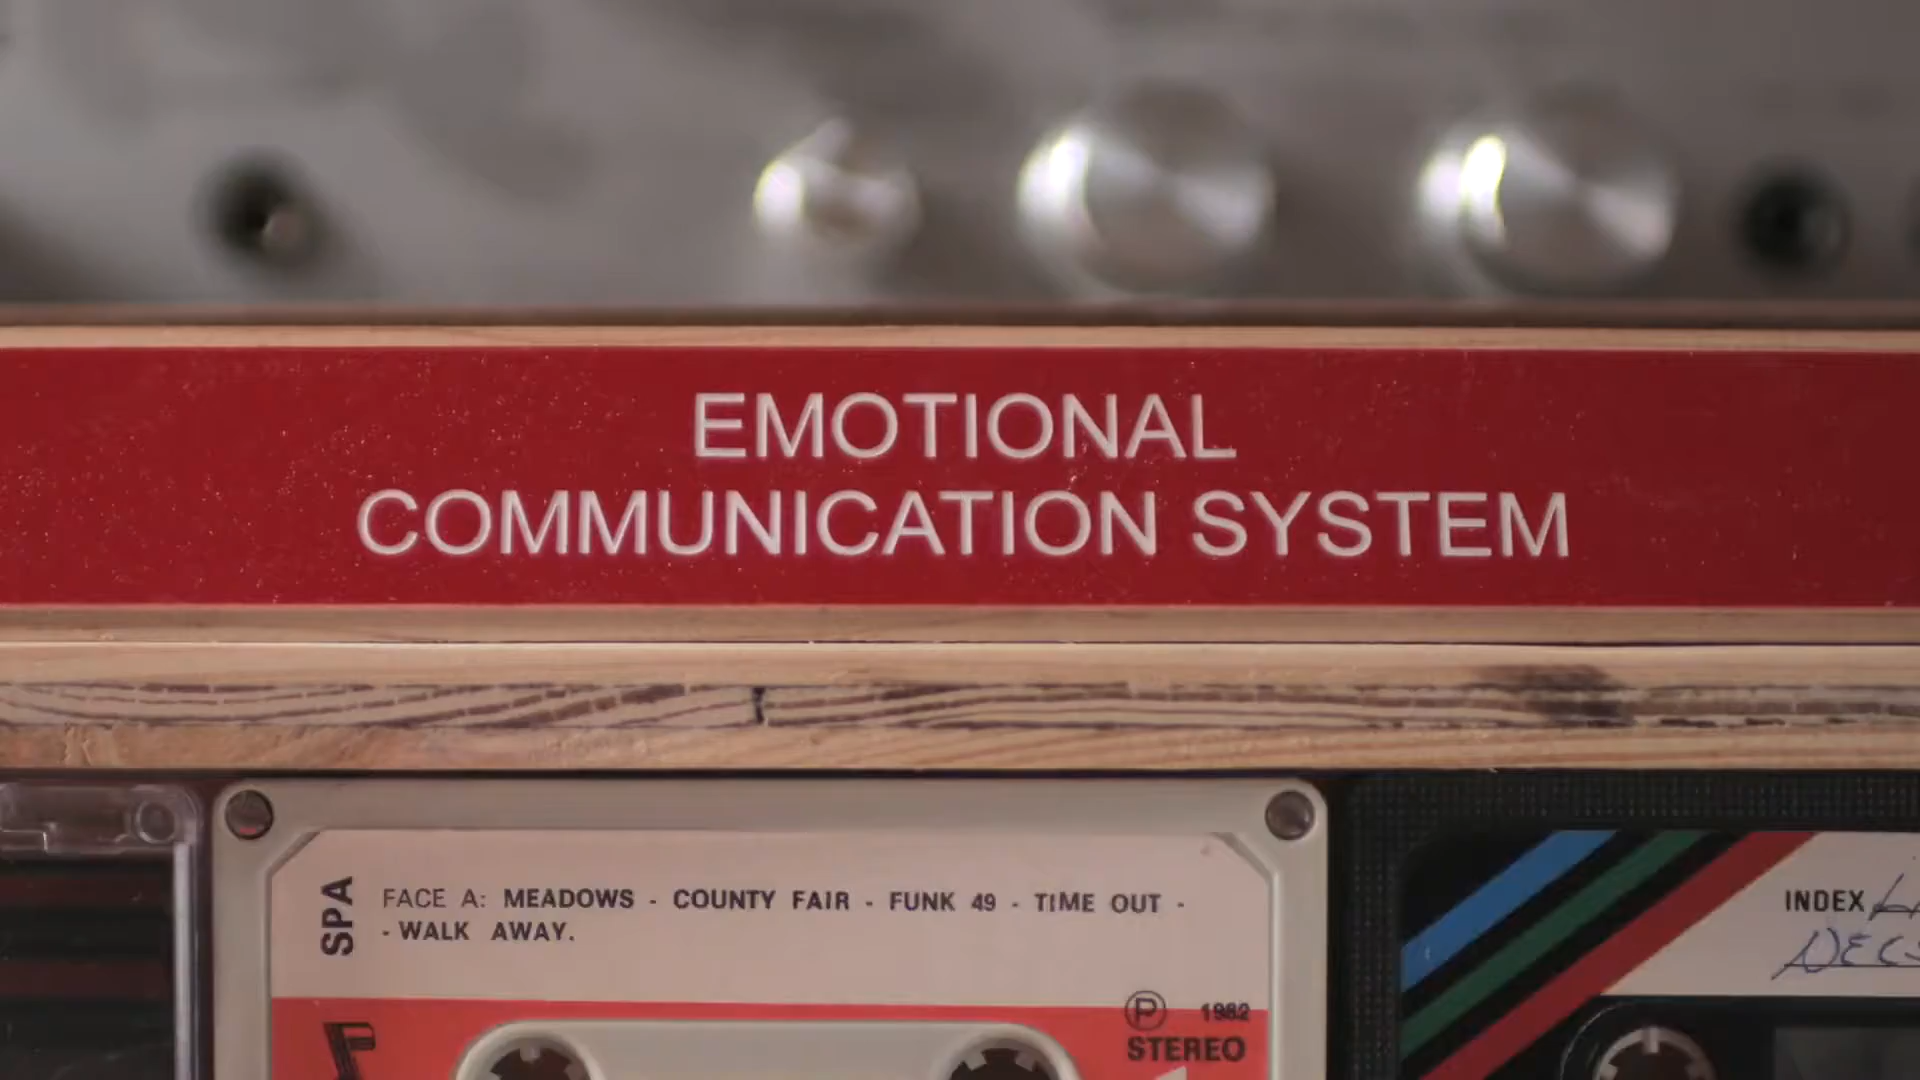 EMOTIONAL
COMMUNICATION SYSTEM
SPA
FACE A: MEADOWS - COUNTY FAIR - FUNK 49 - TIME OUT -
- WALK AWAY.
INDEX
P 1982
STEREO